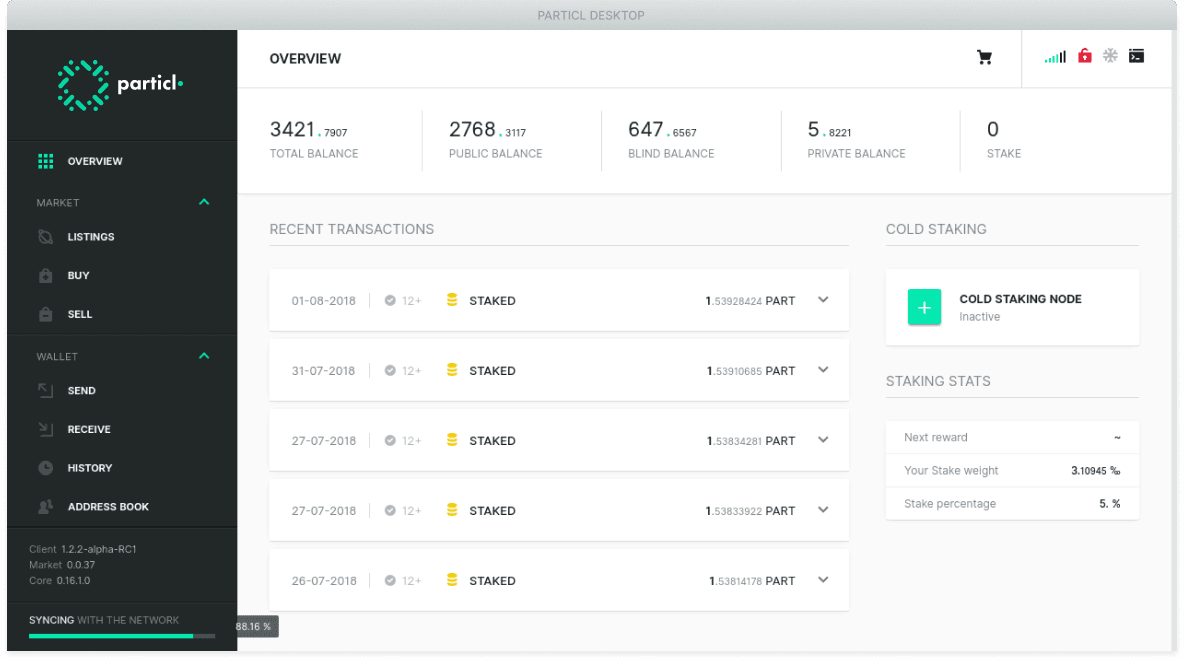 PARTICL DESKTOP
particl
OVERVIEW
3421.7907
TOTAL BALANCE
2768.3117
PUBLIC BALANCE
647.6567
BLIND BALANCE
5.8221
PRIVATE BALANCE
0
STAKE
OVERVIEW
MARKET
LISTINGS
BUY
SELL
WALLET
SEND
RECEIVE
HISTORY
ADDRESS BOOK
Client 1.2.2-alpha-RC1
Market 0.0.37
Core 0.16.1.0
SYNCING WITH THE NETWORK
88.16 %
RECENT TRANSACTIONS
01-08-2018 12+ STAKED 1.53928424 PART
31-07-2018 12+ STAKED 1.53910685 PART
27-07-2018 12+ STAKED 1.53834281 PART
27-07-2018 12+ STAKED 1.53833922 PART
26-07-2018 12+ STAKED 1.53814178 PART
COLD STAKING
COLD STAKING NODE
Inactive
STAKING STATS
Next reward ~
Your Stake weight 3.10945 ‰
Stake percentage 5. %